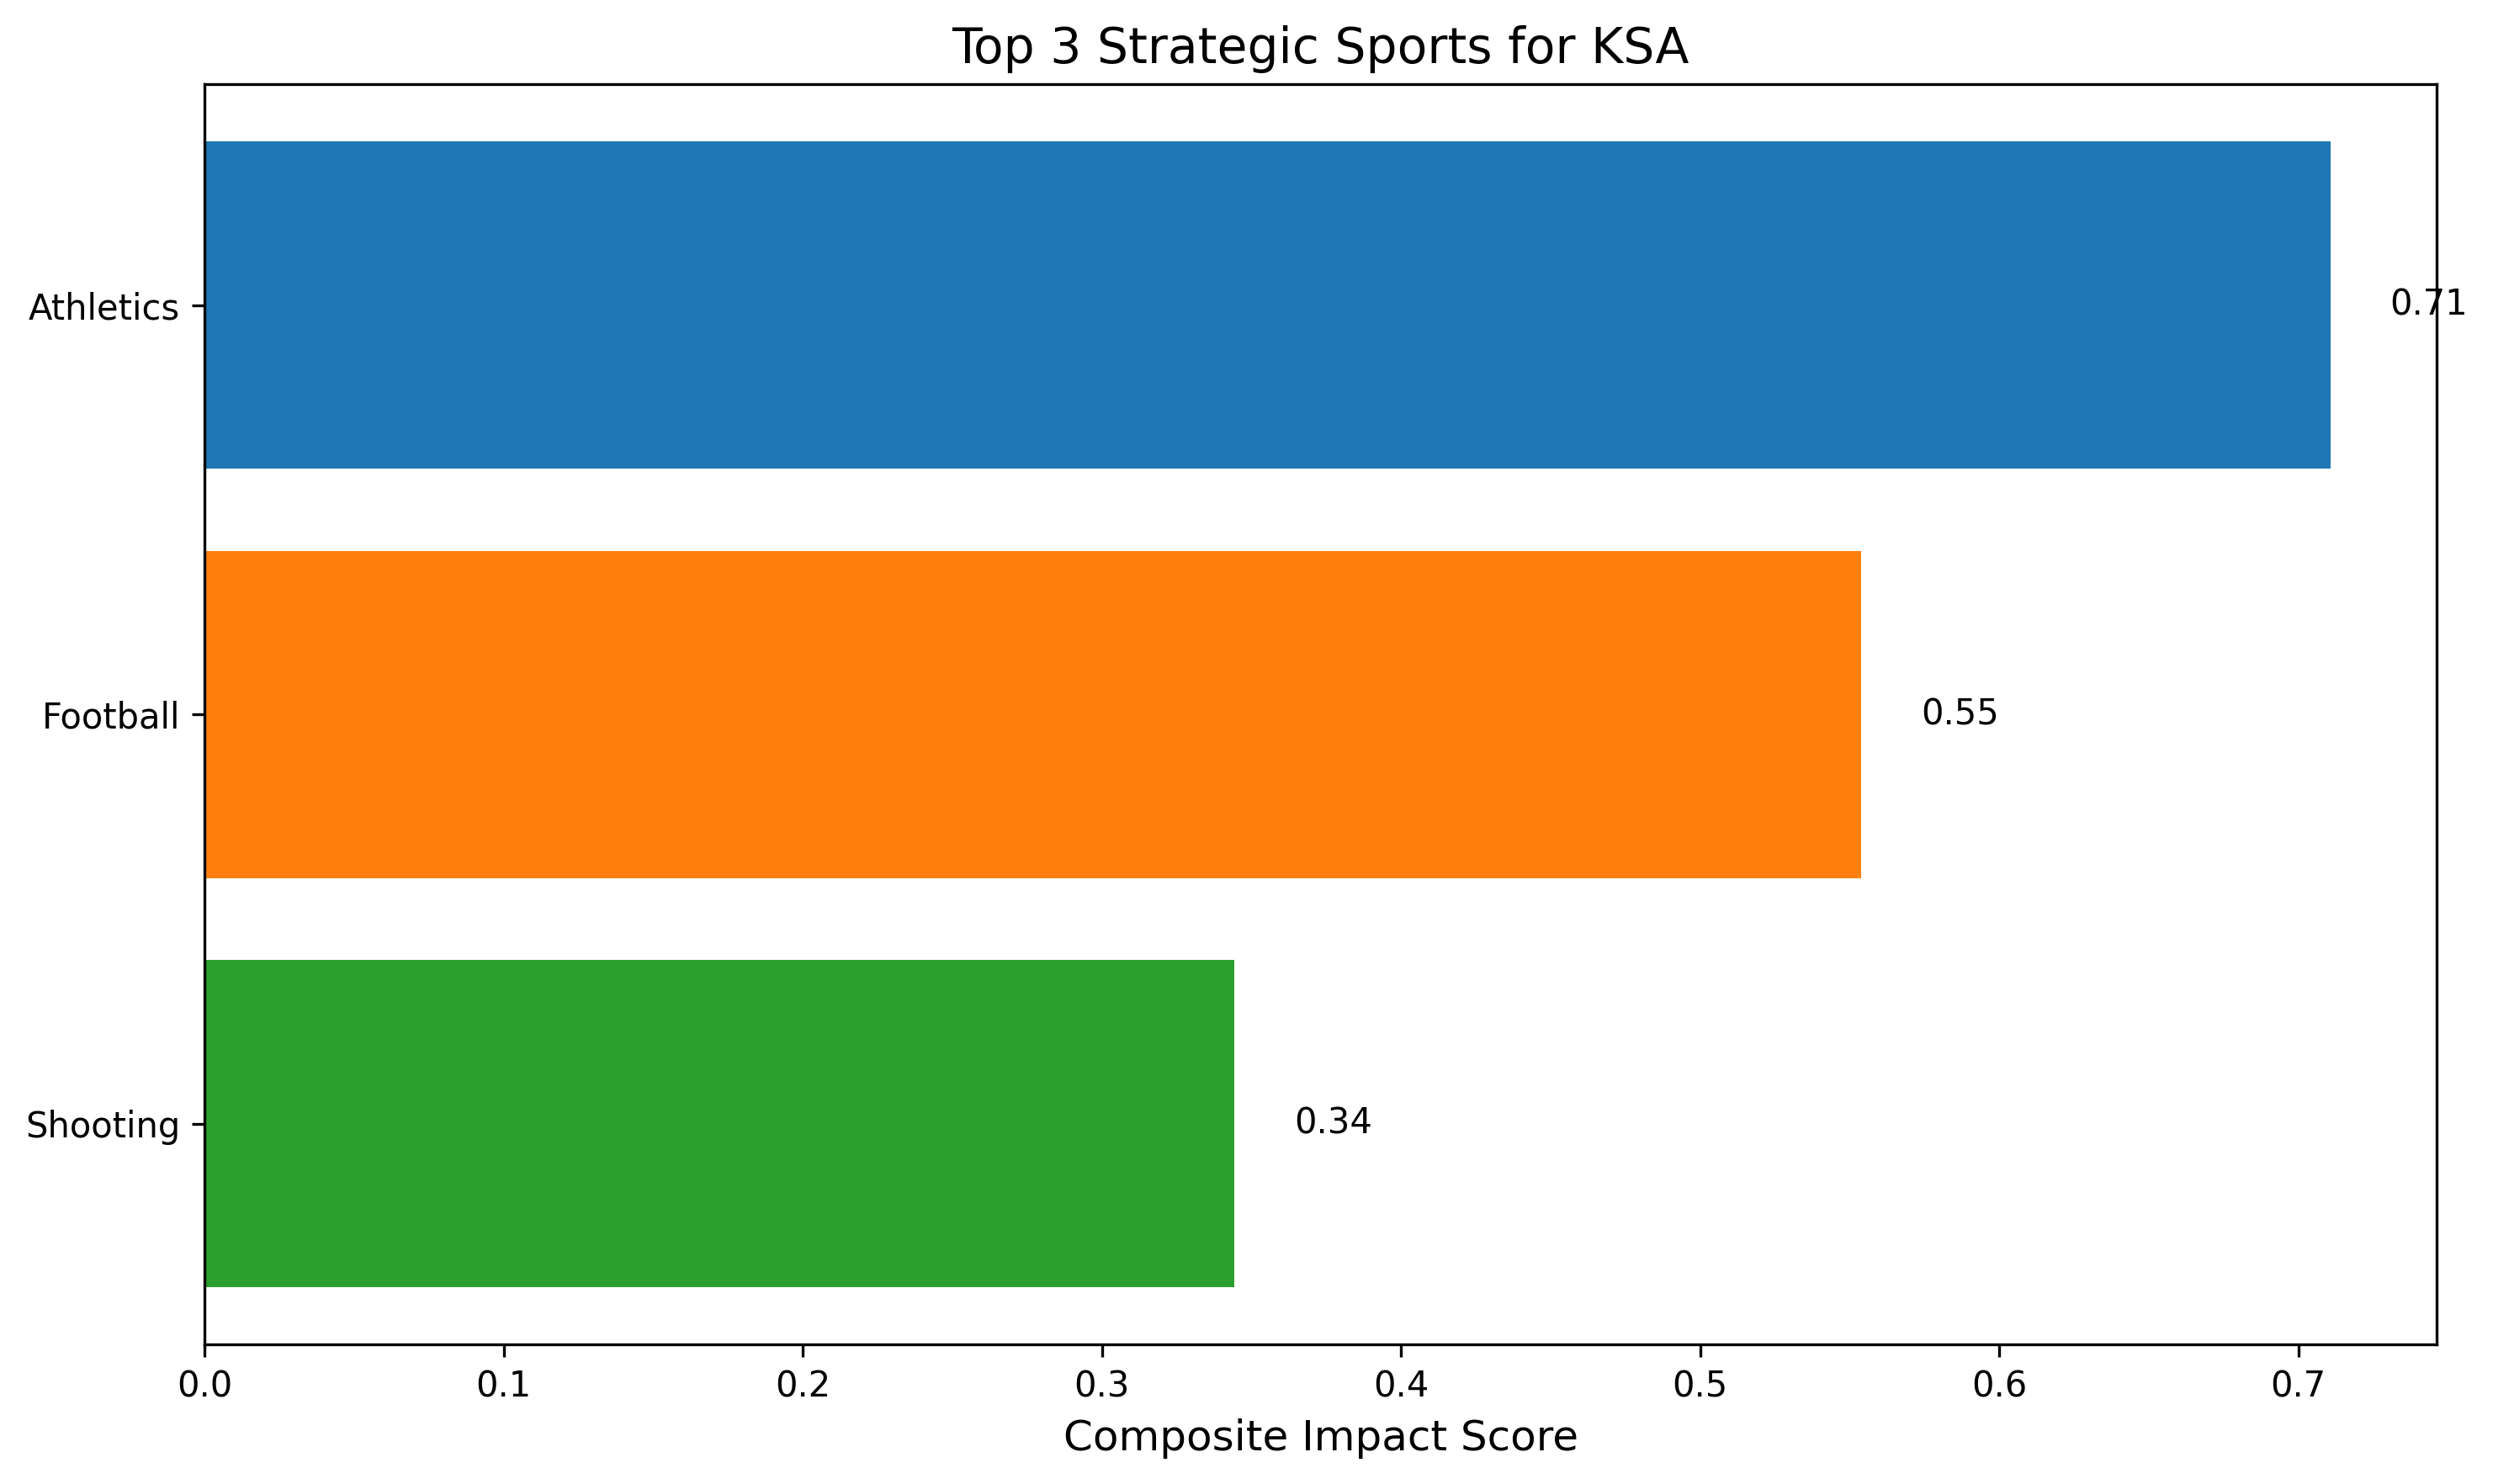 Top 3 Strategic Sports for KSA
Athletics
0.71
Football
0.55
Shooting
0.34
0.0 0.1 0.2 0.3 0.4 0.5 0.6 0.7
Composite Impact Score